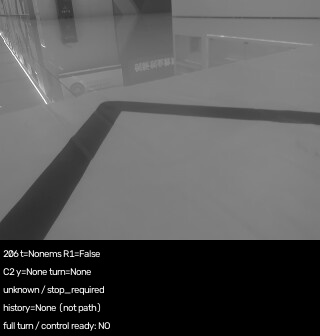 206 t=Nonems R1=False
C2 y=None turn=None
unknown / stop_required
history=None (not path)
full turn / control ready: NO